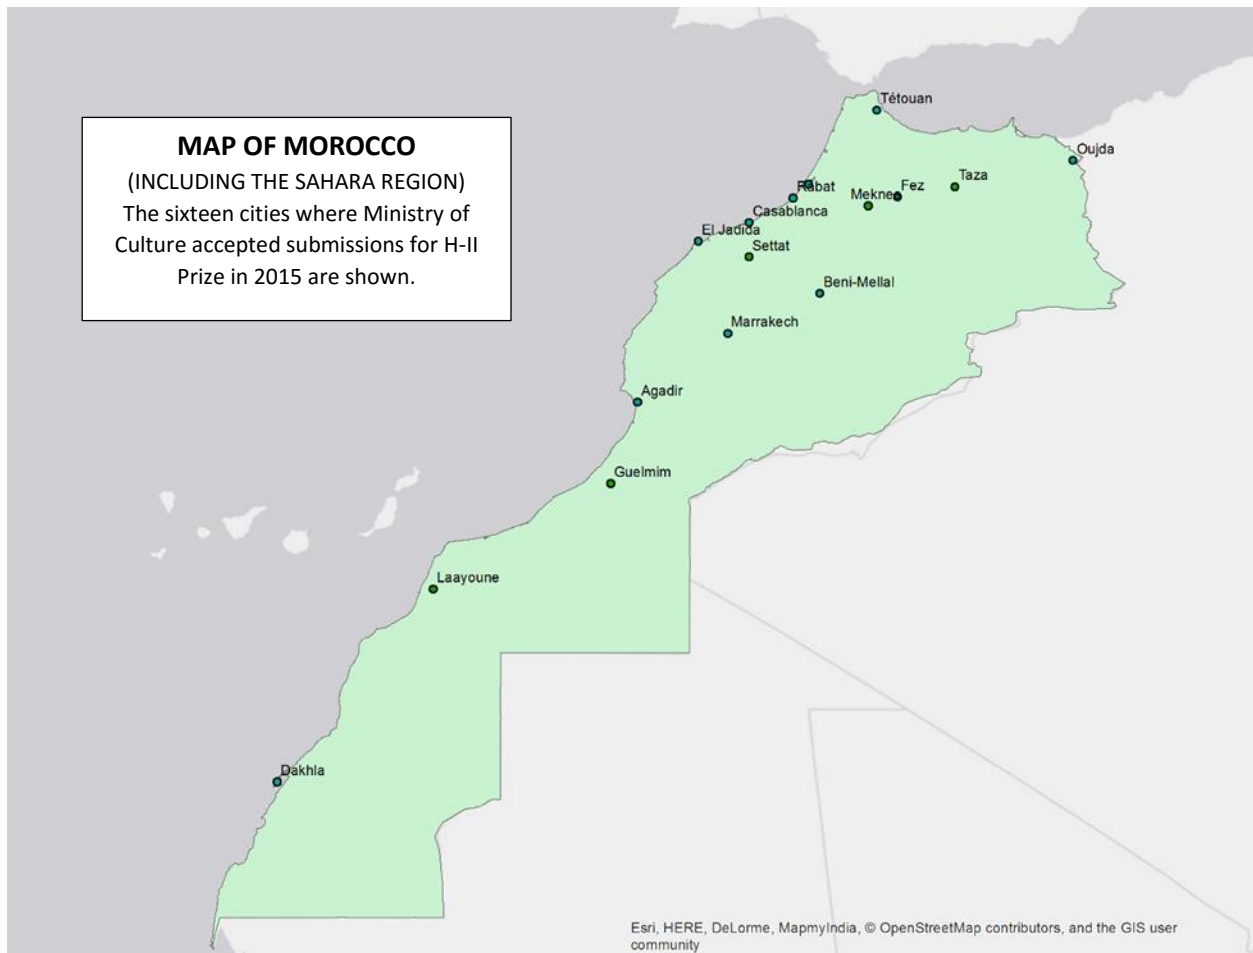 MAP OF MOROCCO
(INCLUDING THE SAHARA REGION)
The sixteen cities where Ministry of
Culture accepted submissions for H-II
Prize in 2015 are shown.
Tétouan
Oujda
Taza
Fez
Meknes
Rabat
Casablanca
El Jadida
Settat
Beni-Mellal
Marrakech
Agadir
Guelmim
Laayoune
Dakhla
Esri, HERE, DeLorme, MapmyIndia, © OpenStreetMap contributors, and the GIS user
community